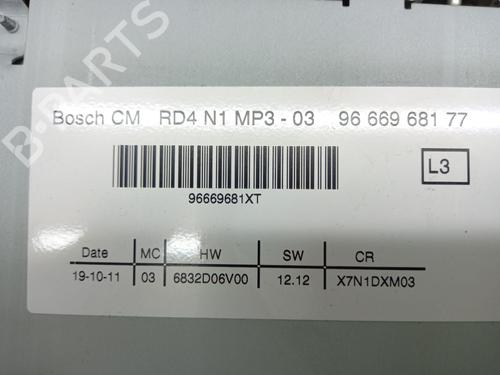 Bosch CM RD4 N1 MP3 - 03 96 669 681 77
L3
96669681XT
Date MC HW SW CR
19-10-11 03 6832D06V00 12.12 X7N1DXM03
B-PARTS